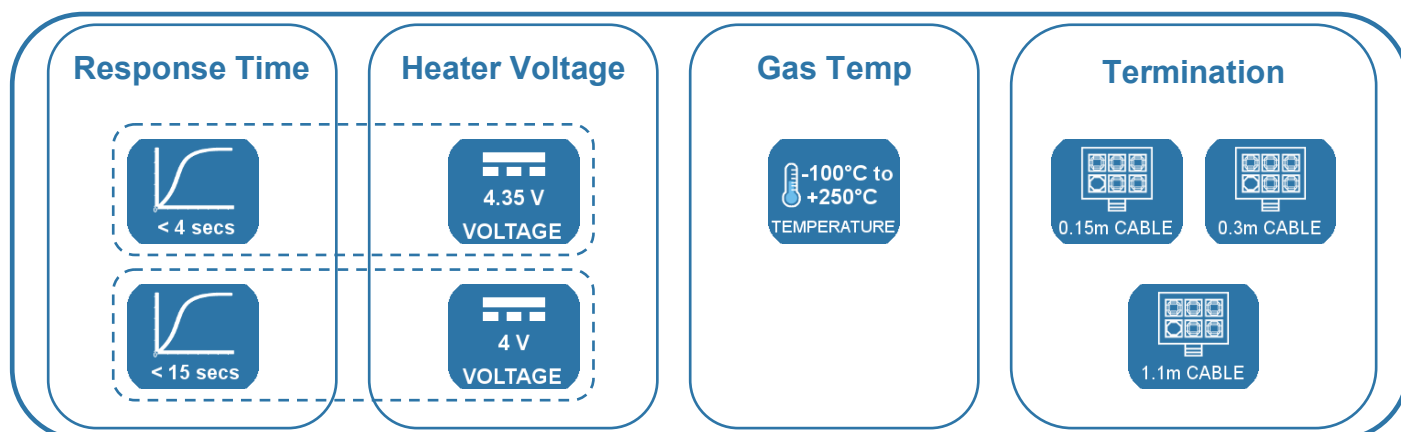 Response Time
< 4 secs
< 15 secs
Heater Voltage
4.35 V
VOLTAGE
4 V
VOLTAGE
Gas Temp
-100°C to
+250°C
TEMPERATURE
Termination
0.15m CABLE
0.3m CABLE
1.1m CABLE